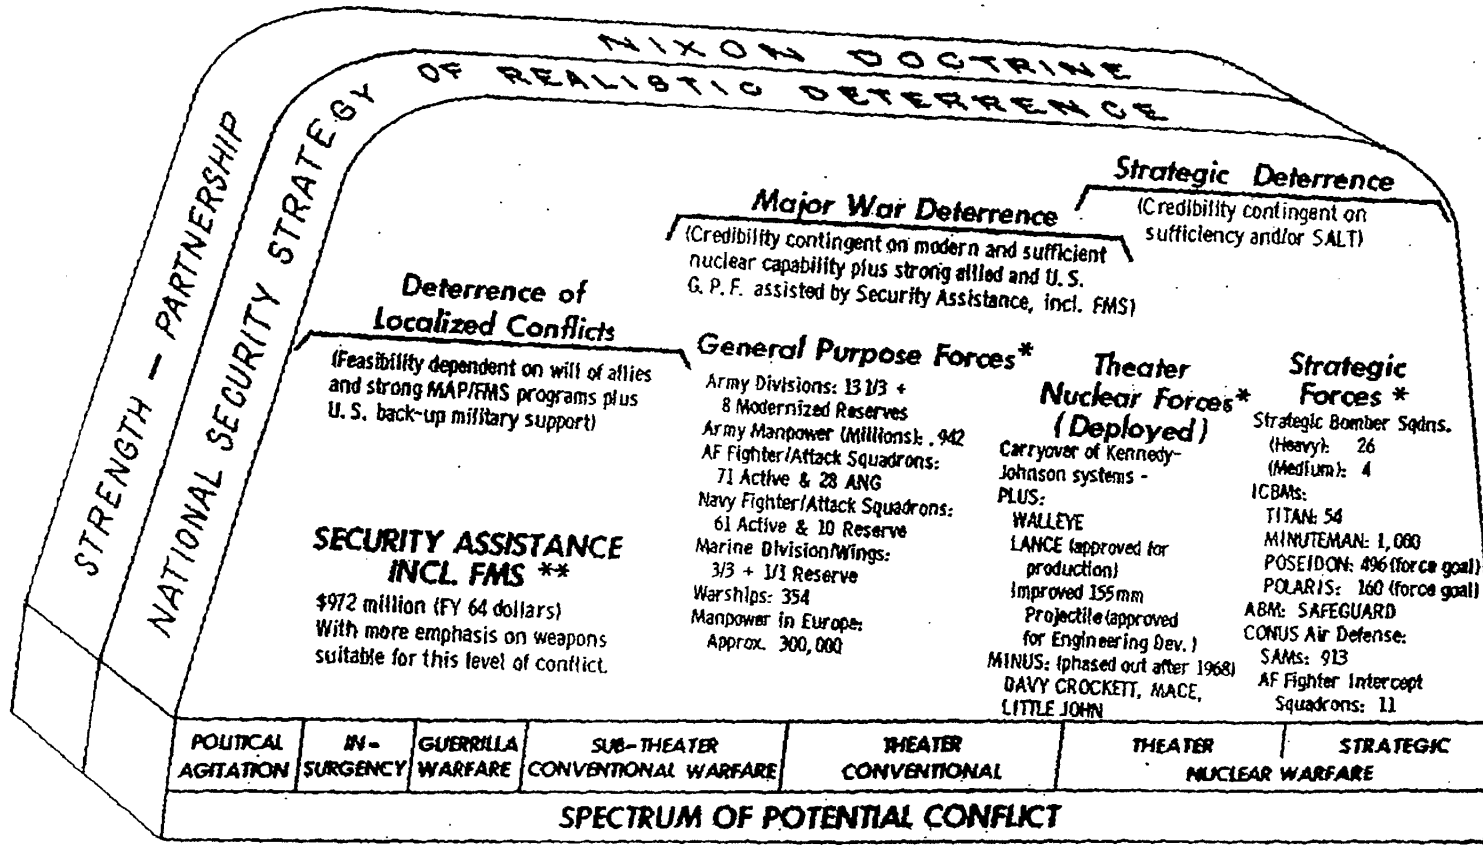 NIXON DOCTRINE
STRENGTH — PARTNERSHIP
NATIONAL SECURITY STRATEGY OF REALISTIC DETERRENCE
Strategic Deterrence
(Credibility contingent on
sufficiency and/or SALT)
Major War Deterrence
(Credibility contingent on modern and sufficient
nuclear capability plus strong allied and U.S.
G.P.F. assisted by Security Assistance, incl. FMS)
Deterrence of
Localized Conflicts
(Feasibility dependent on will of allies
and strong MAP/FMS programs plus
U.S. back-up military support)
SECURITY ASSISTANCE
INCL. FMS **
$972 million (FY 64 dollars)
With more emphasis on weapons
suitable for this level of conflict.
General Purpose Forces*
Army Divisions: 13 1/3 +
8 Modernized Reserves
Army Manpower (Millions): .942
AF Fighter/Attack Squadrons:
71 Active & 28 ANG
Navy Fighter/Attack Squadrons:
61 Active & 10 Reserve
Marine Division/Wings:
3/3 + 1/1 Reserve
Warships: 354
Manpower in Europe:
Approx. 300,000
Theater
Nuclear Forces*
(Deployed)
Carryover of Kennedy-
Johnson systems -
PLUS:
WALLEYE
LANCE (approved for
production)
Improved 155mm
Projectile (approved
for Engineering Dev.)
MINUS: (phased out after 1968)
DAVY CROCKETT, MACE,
LITTLE JOHN
Strategic
Forces *
Strategic Bomber Sqdns.
(Heavy): 26
(Medium): 4
ICBMs:
TITAN: 54
MINUTEMAN: 1,000
POSEIDON: 496 (force goal)
POLARIS: 160 (force goal)
ABM: SAFEGUARD
CONUS Air Defense:
SAMs: 913
AF Fighter Intercept
Squadrons: 11
POLITICAL
AGITATION
IN-
SURGENCY
GUERRILLA
WARFARE
SUB-THEATER
CONVENTIONAL WARFARE
THEATER
CONVENTIONAL
THEATER
STRATEGIC
NUCLEAR WARFARE
SPECTRUM OF POTENTIAL CONFLICT